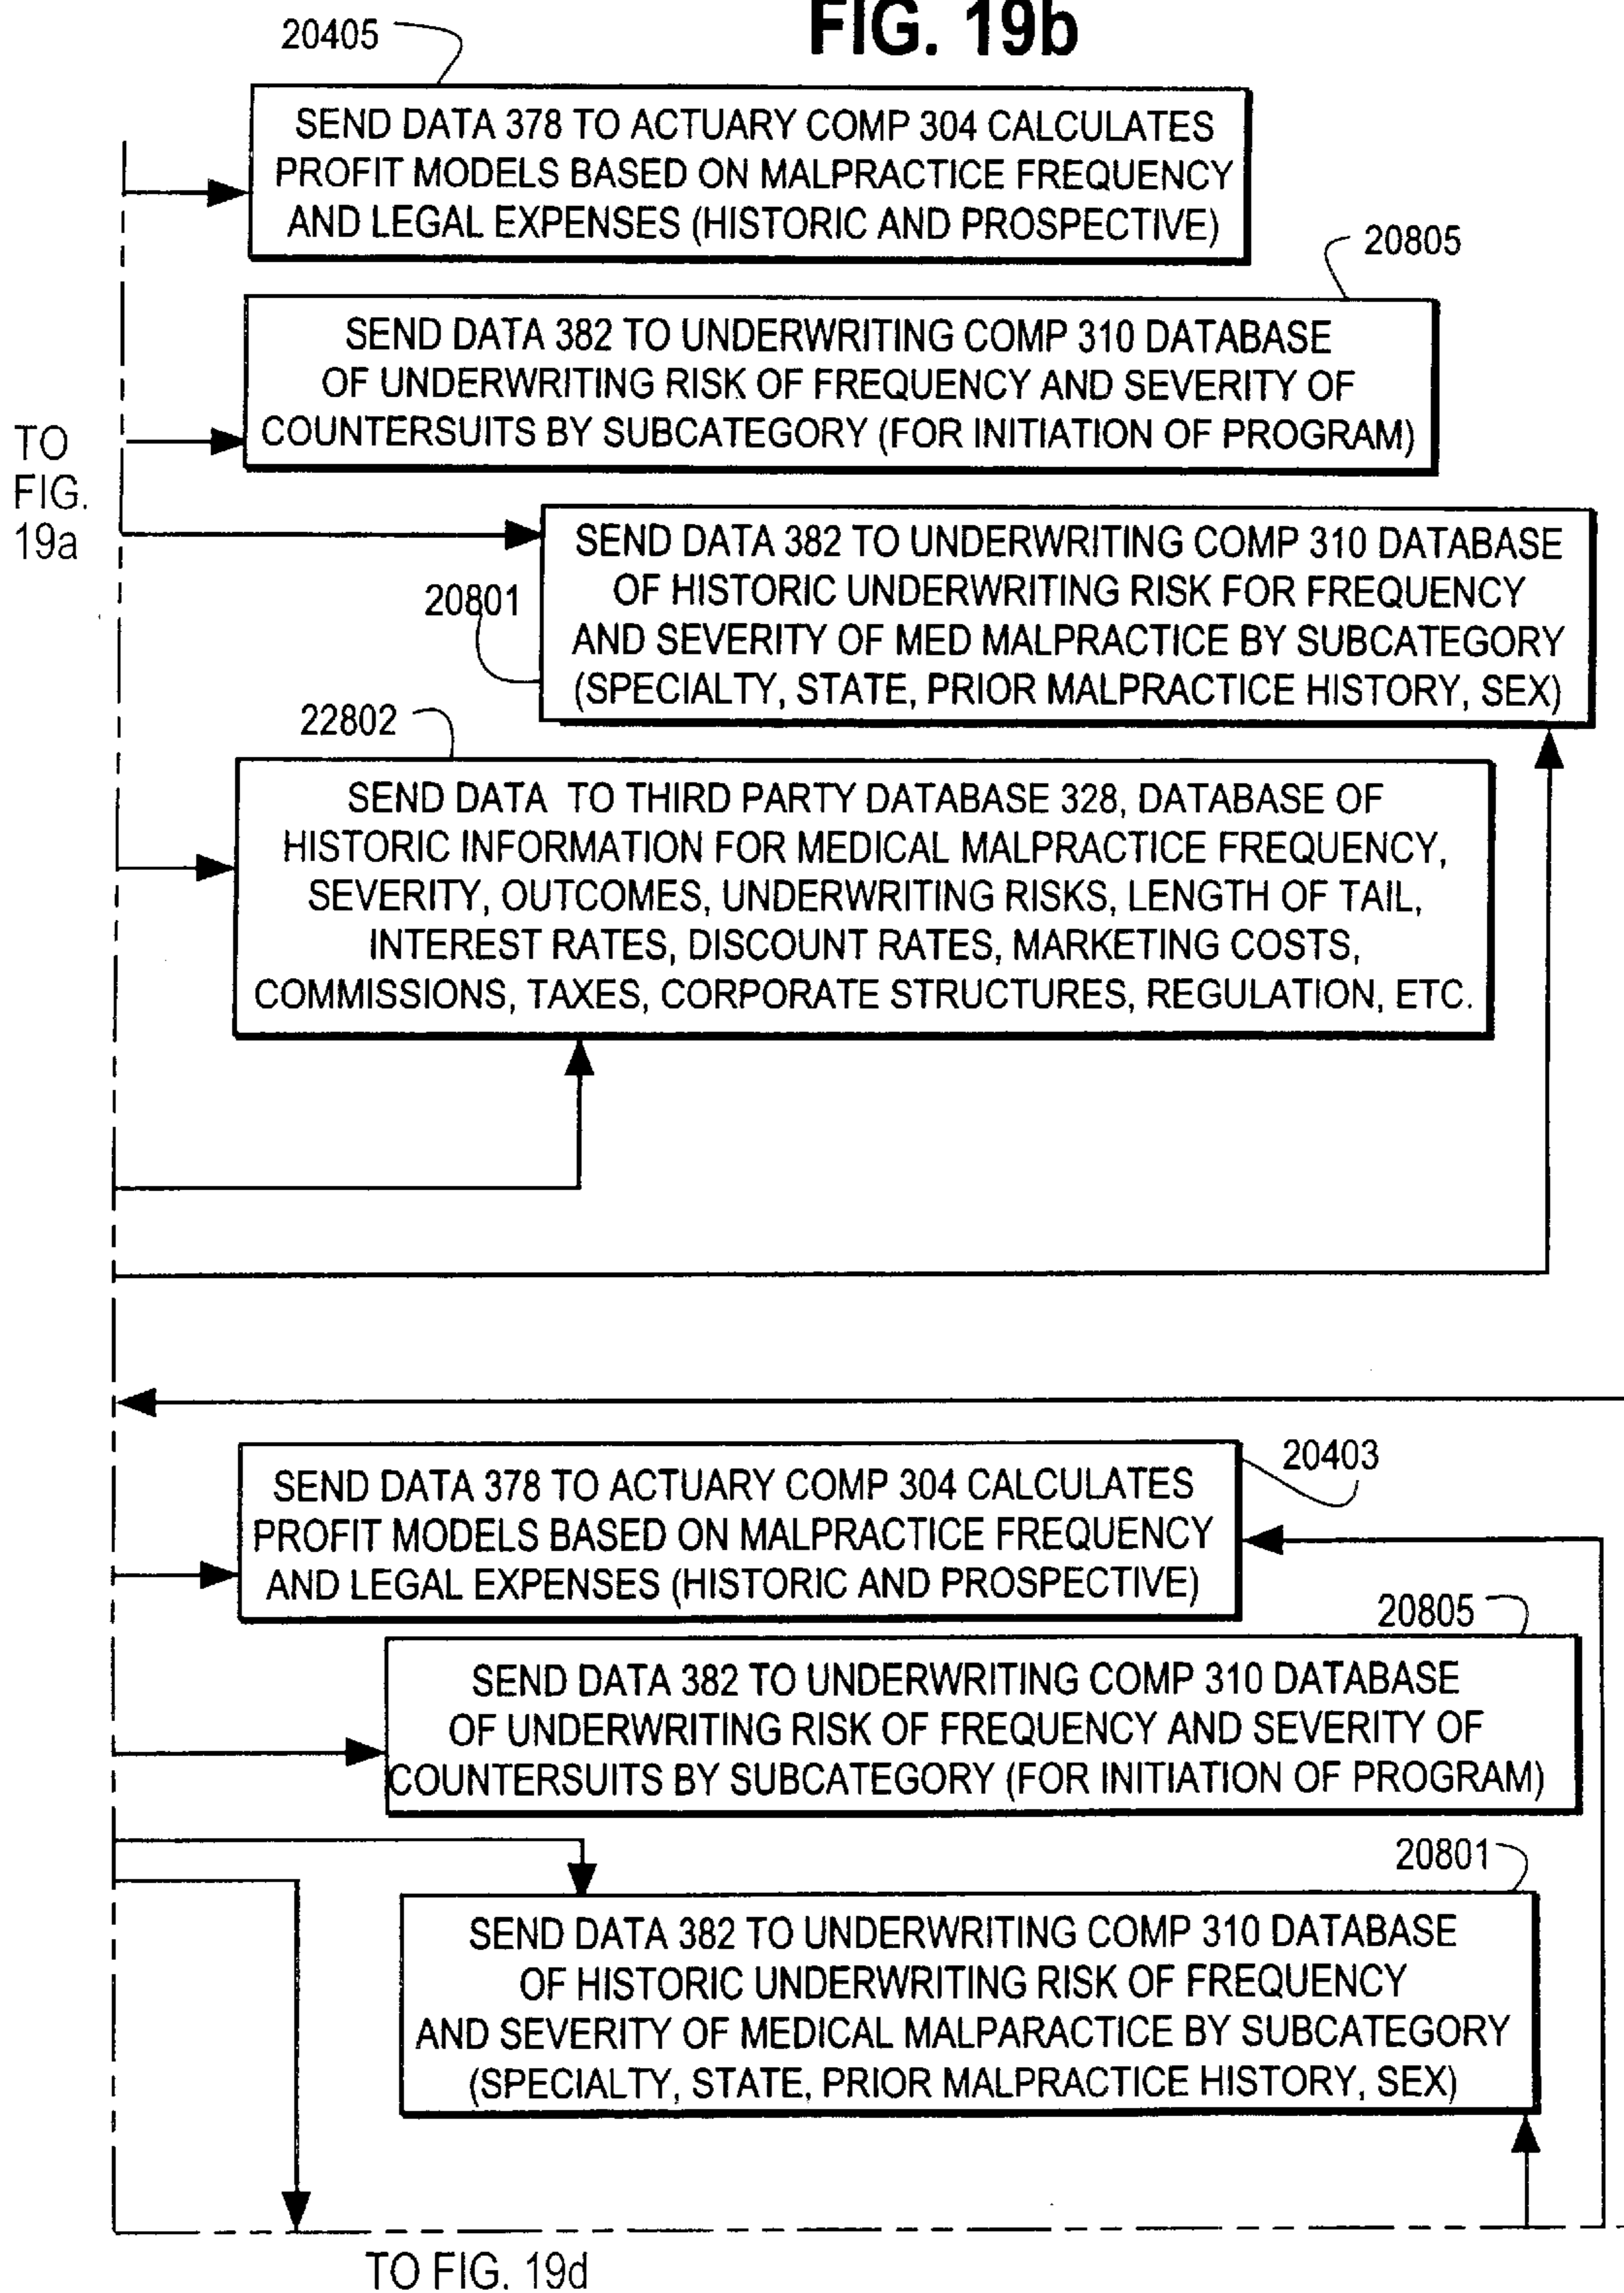 FIG. 19b
20405
SEND DATA 378 TO ACTUARY COMP 304 CALCULATES
PROFIT MODELS BASED ON MALPRACTICE FREQUENCY
AND LEGAL EXPENSES (HISTORIC AND PROSPECTIVE)
20805
SEND DATA 382 TO UNDERWRITING COMP 310 DATABASE
OF UNDERWRITING RISK OF FREQUENCY AND SEVERITY OF
COUNTERSUITS BY SUBCATEGORY (FOR INITIATION OF PROGRAM)
TO
FIG.
19a
20801
SEND DATA 382 TO UNDERWRITING COMP 310 DATABASE
OF HISTORIC UNDERWRITING RISK FOR FREQUENCY
AND SEVERITY OF MED MALPRACTICE BY SUBCATEGORY
(SPECIALTY, STATE, PRIOR MALPRACTICE HISTORY, SEX)
22802
SEND DATA TO THIRD PARTY DATABASE 328, DATABASE OF
HISTORIC INFORMATION FOR MEDICAL MALPRACTICE FREQUENCY,
SEVERITY, OUTCOMES, UNDERWRITING RISKS, LENGTH OF TAIL,
INTEREST RATES, DISCOUNT RATES, MARKETING COSTS,
COMMISSIONS, TAXES, CORPORATE STRUCTURES, REGULATION, ETC.
20403
SEND DATA 378 TO ACTUARY COMP 304 CALCULATES
PROFIT MODELS BASED ON MALPRACTICE FREQUENCY
AND LEGAL EXPENSES (HISTORIC AND PROSPECTIVE)
20805
SEND DATA 382 TO UNDERWRITING COMP 310 DATABASE
OF UNDERWRITING RISK OF FREQUENCY AND SEVERITY OF
COUNTERSUITS BY SUBCATEGORY (FOR INITIATION OF PROGRAM)
20801
SEND DATA 382 TO UNDERWRITING COMP 310 DATABASE
OF HISTORIC UNDERWRITING RISK OF FREQUENCY
AND SEVERITY OF MEDICAL MALPARACTICE BY SUBCATEGORY
(SPECIALTY, STATE, PRIOR MALPRACTICE HISTORY, SEX)
TO FIG. 19d